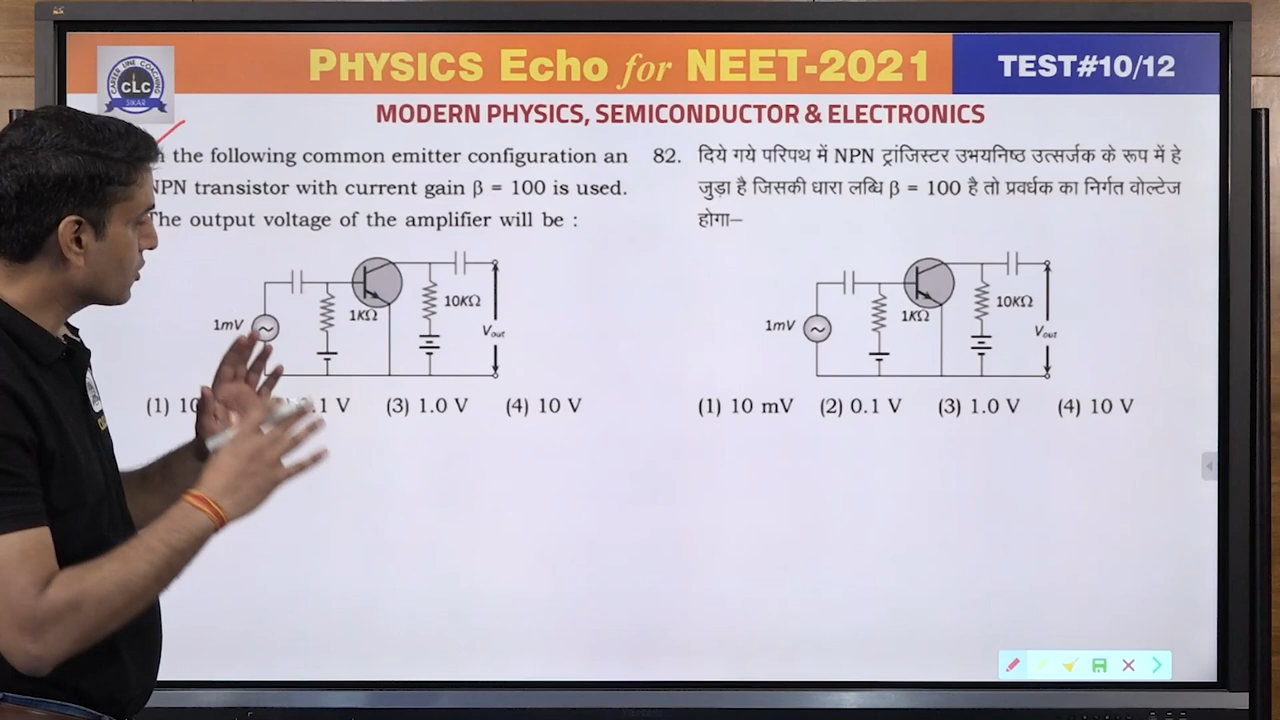 PHYSICS Echo for NEET-2021
TEST#10/12
CAREER LINE COACHING
CLC
SIKAR
MODERN PHYSICS, SEMICONDUCTOR & ELECTRONICS
the following common emitter configuration an
NPN transistor with current gain β = 100 is used.
The output voltage of the amplifier will be :
1mV
1KΩ
10KΩ
Vout
(1) 10
.1 V
(3) 1.0 V
(4) 10 V
82. दिये गये परिपथ में NPN ट्रांजिस्टर उभयनिष्ठ उत्सर्जक के रूप में हे
जुड़ा है जिसकी धारा लब्धि β = 100 है तो प्रवर्धक का निर्गत वोल्टेज
होगा–
1mV
1KΩ
10KΩ
Vout
(1) 10 mV (2) 0.1 V (3) 1.0 V (4) 10 V